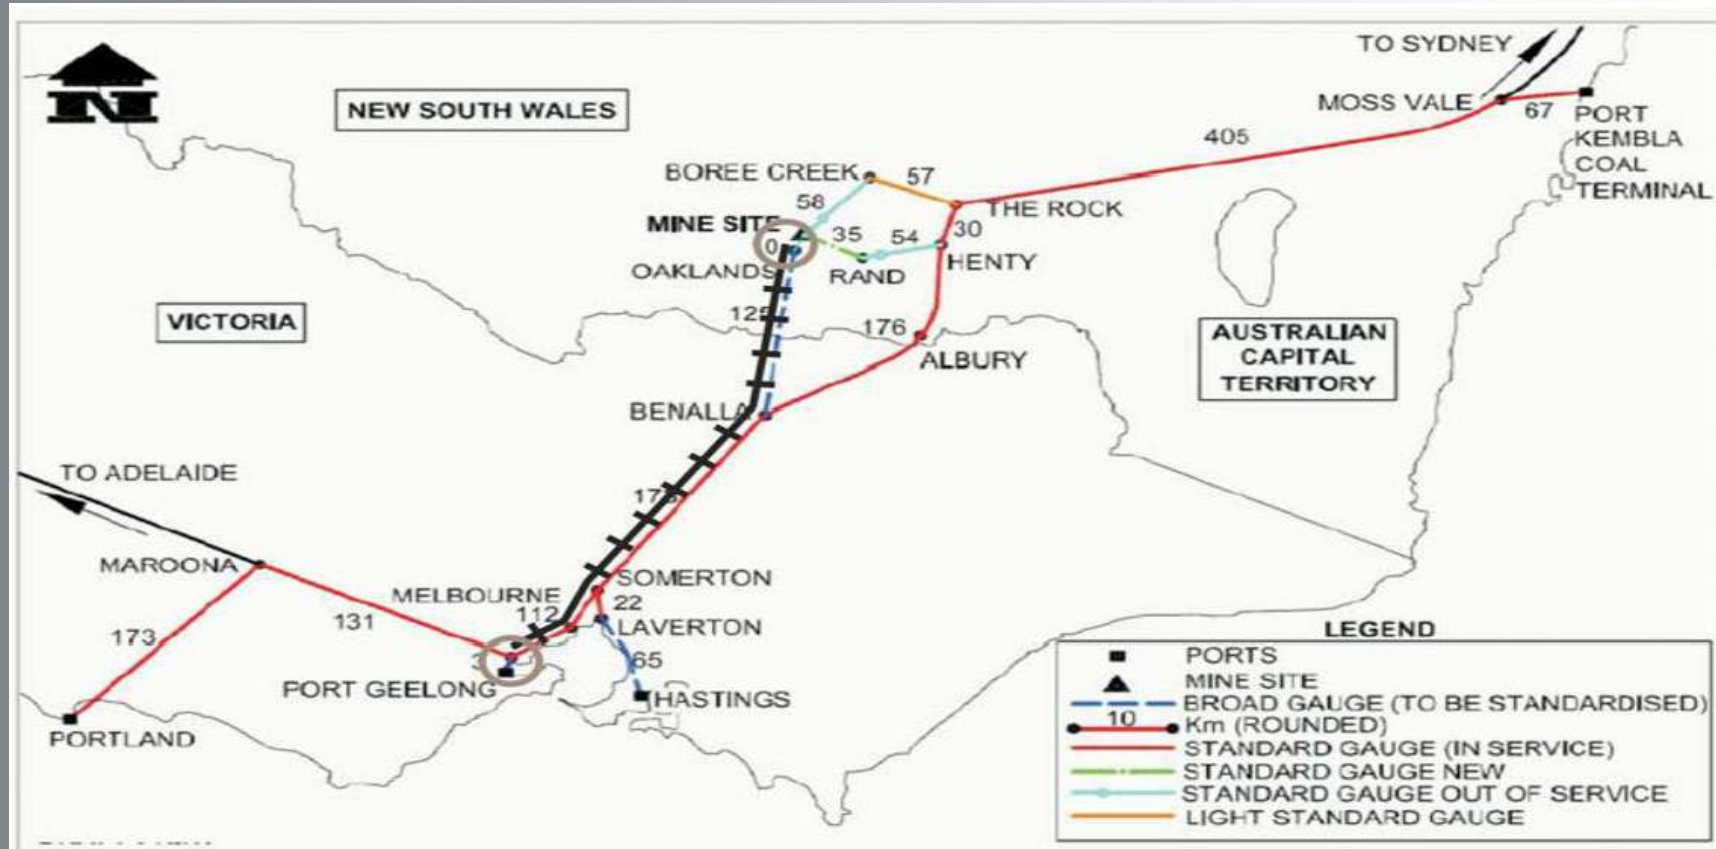 N
NEW SOUTH WALES
TO SYDNEY
MOSS VALE
67
PORT
KEMBLA
COAL
TERMINAL
405
BOREE CREEK
57
58
THE ROCK
MINE SITE
0
35
54
30
OAKLANDS
RAND
HENTY
VICTORIA
176
ALBURY
AUSTRALIAN
CAPITAL
TERRITORY
BENALLA
TO ADELAIDE
MAROONA
MELBOURNE
SOMERTON
112
22
LAVERTON
131
173
65
PORT GEELONG
HASTINGS
PORTLAND
LEGEND
PORTS
MINE SITE
BROAD GAUGE (TO BE STANDARDISED)
10 Km (ROUNDED)
STANDARD GAUGE (IN SERVICE)
STANDARD GAUGE NEW
STANDARD GAUGE OUT OF SERVICE
LIGHT STANDARD GAUGE